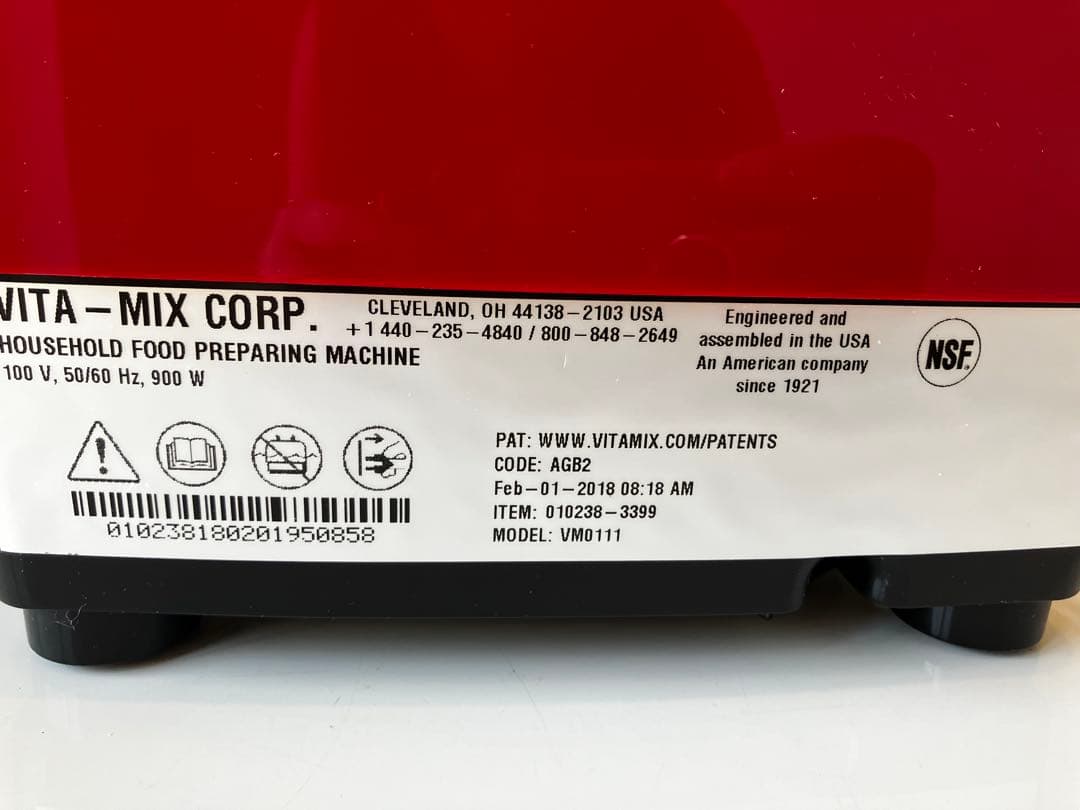 VITA – MIX CORP.
HOUSEHOLD FOOD PREPARING MACHINE
100 V, 50/60 Hz, 900 W
CLEVELAND, OH 44138 – 2103 USA
+1 440 – 235 – 4840 / 800 – 848 – 2649
Engineered and
assembled in the USA
An American company
since 1921
NSF.
010238180201950858
PAT: WWW.VITAMIX.COM/PATENTS
CODE: AGB2
Feb – 01 – 2018 08:18 AM
ITEM: 010238 – 3399
MODEL: VM0111